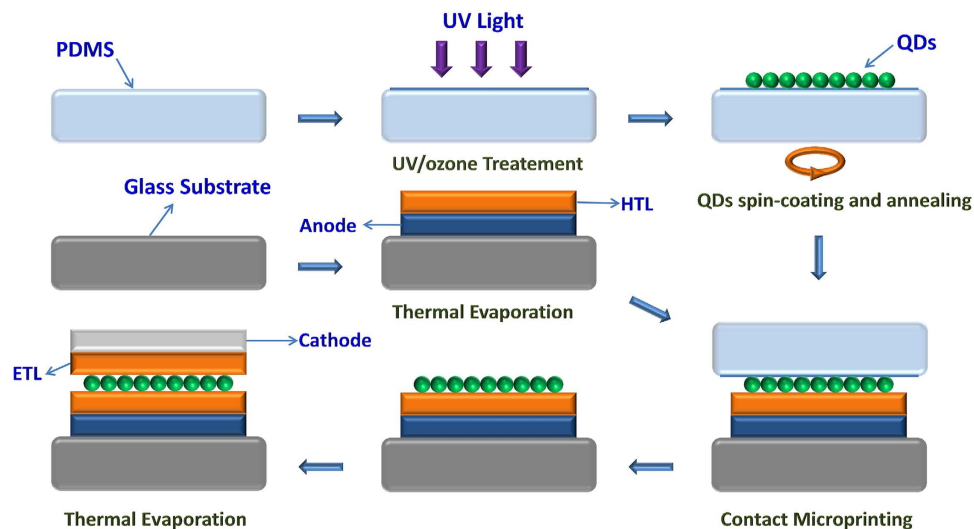 UV Light
PDMS
QDs
UV/ozone Treatement
Glass Substrate
QDs spin-coating and annealing
HTL
Anode
Thermal Evaporation
Cathode
ETL
Thermal Evaporation
Contact Microprinting